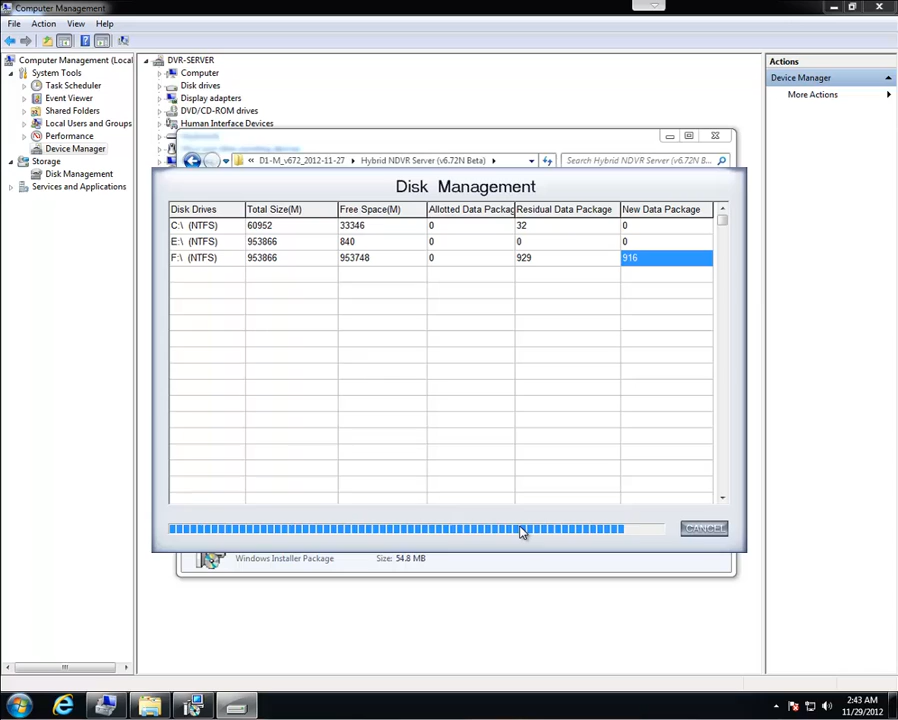 Computer Management
File Action View Help
Computer Management (Local
System Tools
Task Scheduler
Event Viewer
Shared Folders
Local Users and Groups
Performance
Device Manager
Storage
Disk Management
Services and Applications
DVR-SERVER
Computer
Disk drives
Display adapters
DVD/CD-ROM drives
Human Interface Devices
Actions
Device Manager
More Actions
« D1-M_v672_2012-11-27 Hybrid NDVR Server (v6.72N Beta) Search Hybrid NDVR Server (v6.72N B...
Disk Management
Disk Drives Total Size(M) Free Space(M) Allotted Data Packag Residual Data Package New Data Package
C:\ (NTFS) 60952 33346 0 32 0
E:\ (NTFS) 953866 840 0 0 0
F:\ (NTFS) 953866 953748 0 929 916
CANCEL
Windows Installer Package Size: 54.8 MB
2:43 AM
11/29/2012